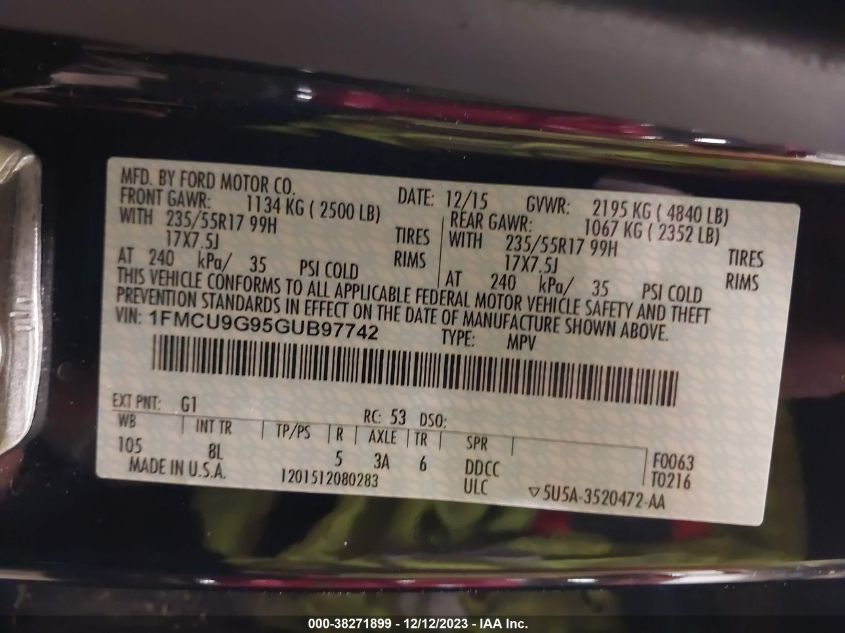 MFD. BY FORD MOTOR CO. DATE: 12/15 GVWR: 2195 KG ( 4840 LB)
FRONT GAWR: 1134 KG ( 2500 LB) REAR GAWR: 1067 KG ( 2352 LB)
WITH 235/55R17 99H TIRES WITH 235/55R17 99H TIRES
17X7.5J RIMS 17X7.5J RIMS
AT 240 kPa/ 35 PSI COLD AT 240 kPa/ 35 PSI COLD
THIS VEHICLE CONFORMS TO ALL APPLICABLE FEDERAL MOTOR VEHICLE SAFETY AND THEFT
PREVENTION STANDARDS IN EFFECT ON THE DATE OF MANUFACTURE SHOWN ABOVE.
VIN: 1FMCU9G95GUB97742 TYPE: MPV
EXT PNT: G1 RC: 53 DSO:
WB INT TR TP/PS R AXLE TR SPR
105 8L 5 3A 6 DDCC F0063
ULC T0216
MADE IN U.S.A. 1201512080283 ▽5U5A-3520472-AA
000-38271899 • 12/12/2023 • IAA Inc.